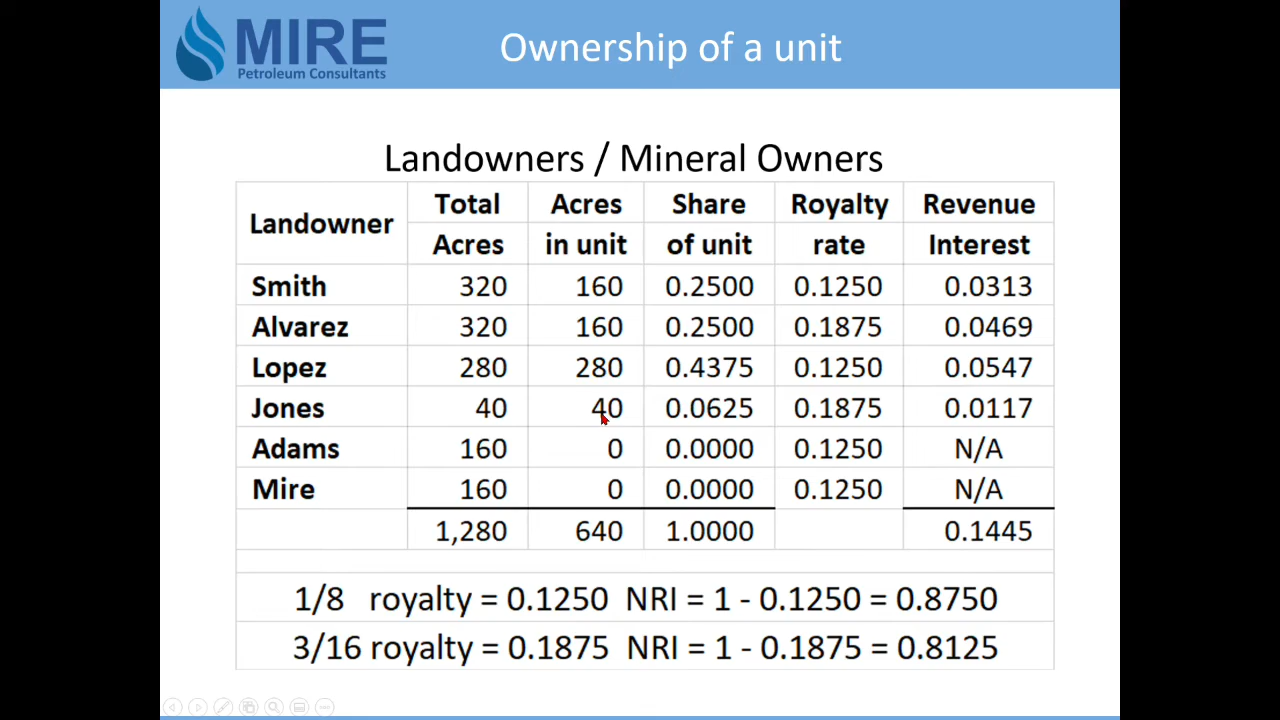 MIRE
Petroleum Consultants
Ownership of a unit
Landowners / Mineral Owners
Landowner Total Acres Acres in unit Share of unit Royalty rate Revenue Interest
Smith 320 160 0.2500 0.1250 0.0313
Alvarez 320 160 0.2500 0.1875 0.0469
Lopez 280 280 0.4375 0.1250 0.0547
Jones 40 40 0.0625 0.1875 0.0117
Adams 160 0 0.0000 0.1250 N/A
Mire 160 0 0.0000 0.1250 N/A
1,280 640 1.0000 0.1445
1/8 royalty = 0.1250 NRI = 1 - 0.1250 = 0.8750
3/16 royalty = 0.1875 NRI = 1 - 0.1875 = 0.8125